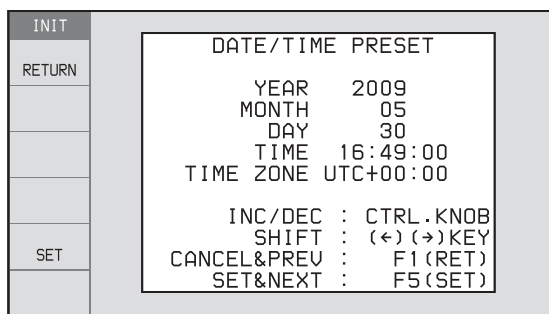 INIT
RETURN
SET
DATE/TIME PRESET
YEAR 2009
MONTH 05
DAY 30
TIME 16:49:00
TIME ZONE UTC+00:00
INC/DEC : CTRL.KNOB
SHIFT : (←)(→)KEY
CANCEL&PREV : F1(RET)
SET&NEXT : F5(SET)